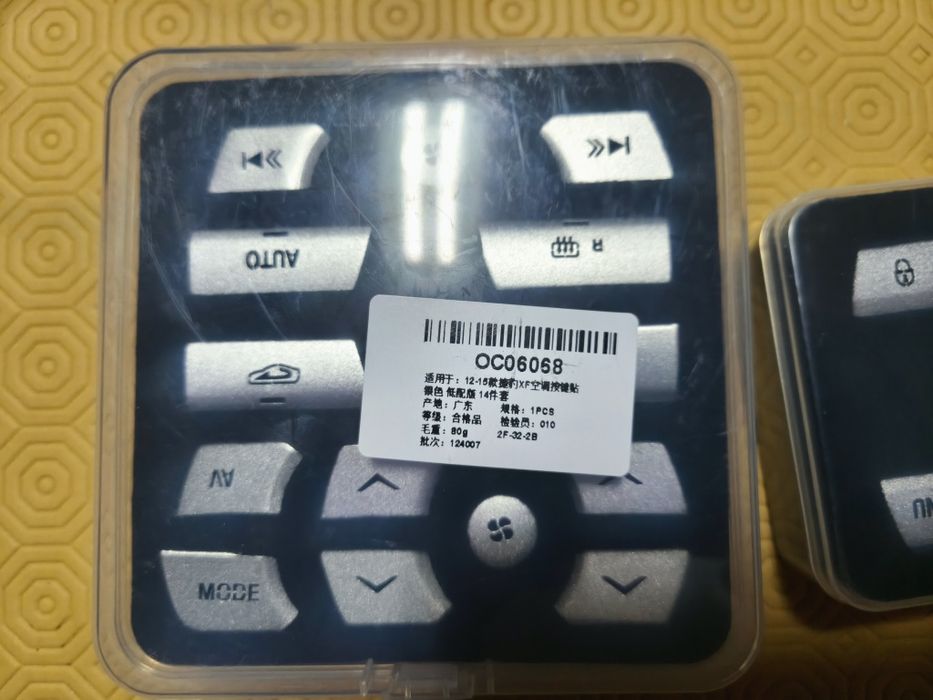 AUTO
R
OC06068
适用于：12-15款捷豹XF空调按键贴
银色 低配版 14件套
产地：广东 规格：1PCS
等级：合格品 检验员：010
毛重：80g 2F-32-2B
批次：124007
AV
MODE